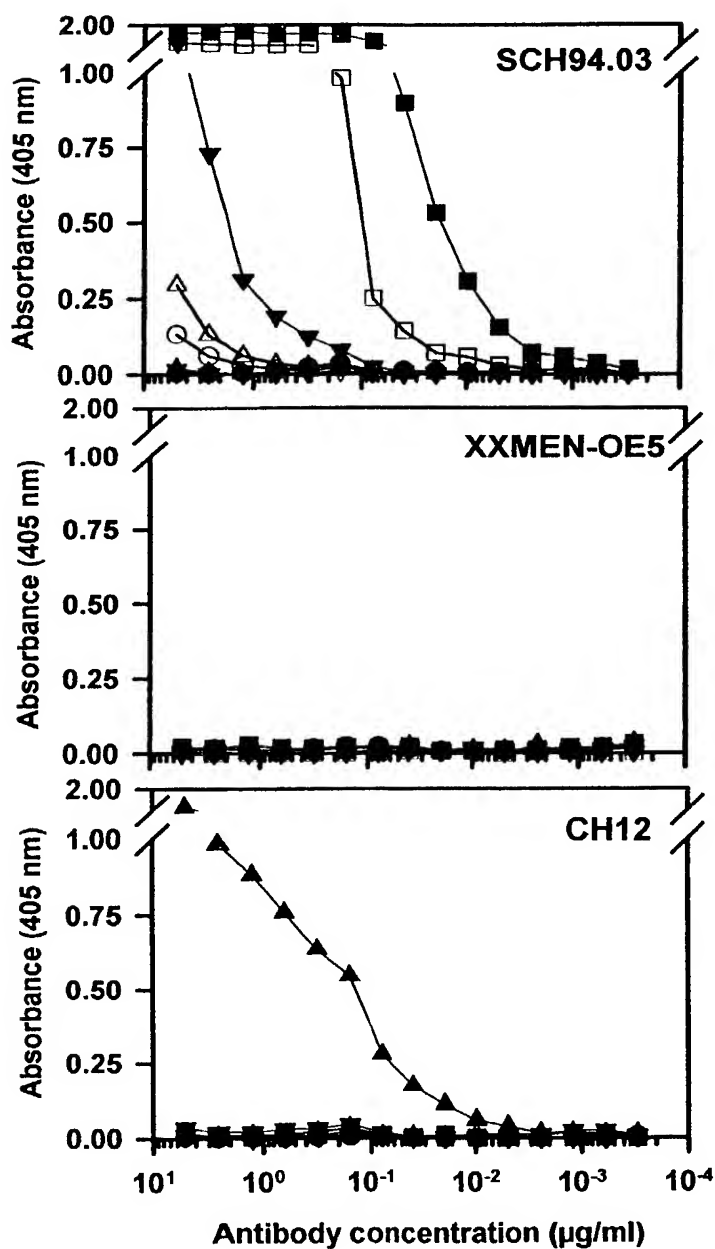 2.00
SCH94.03
1.00
0.75
0.50
0.25
0.00
Absorbance (405 nm)
2.00
XXMEN-OE5
1.00
0.75
0.50
0.25
0.00
Absorbance (405 nm)
2.00
CH12
1.00
0.75
0.50
0.25
0.00
Absorbance (405 nm)
10¹ 10⁰ 10⁻¹ 10⁻² 10⁻³ 10⁻⁴
Antibody concentration (µg/ml)